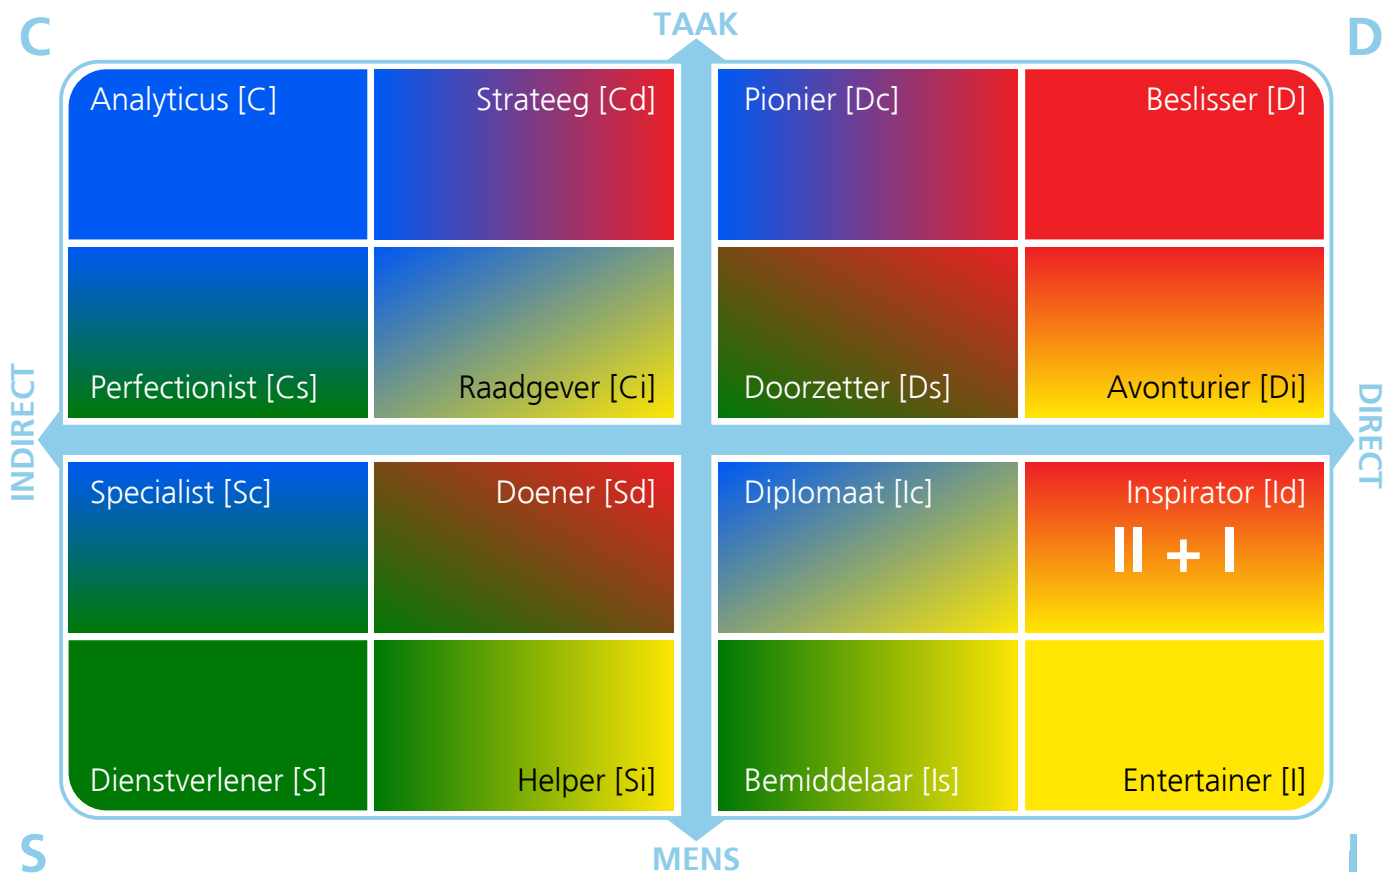 C
TAAK
D
Analyticus [C]
Strateeg [Cd]
Pionier [Dc]
Beslisser [D]
Perfectionist [Cs]
Raadgever [Ci]
Doorzetter [Ds]
Avonturier [Di]
INDIRECT
DIRECT
Specialist [Sc]
Doener [Sd]
Diplomaat [Ic]
Inspirator [Id]
II + I
Dienstverlener [S]
Helper [Si]
Bemiddelaar [Is]
Entertainer [I]
S
MENS
I